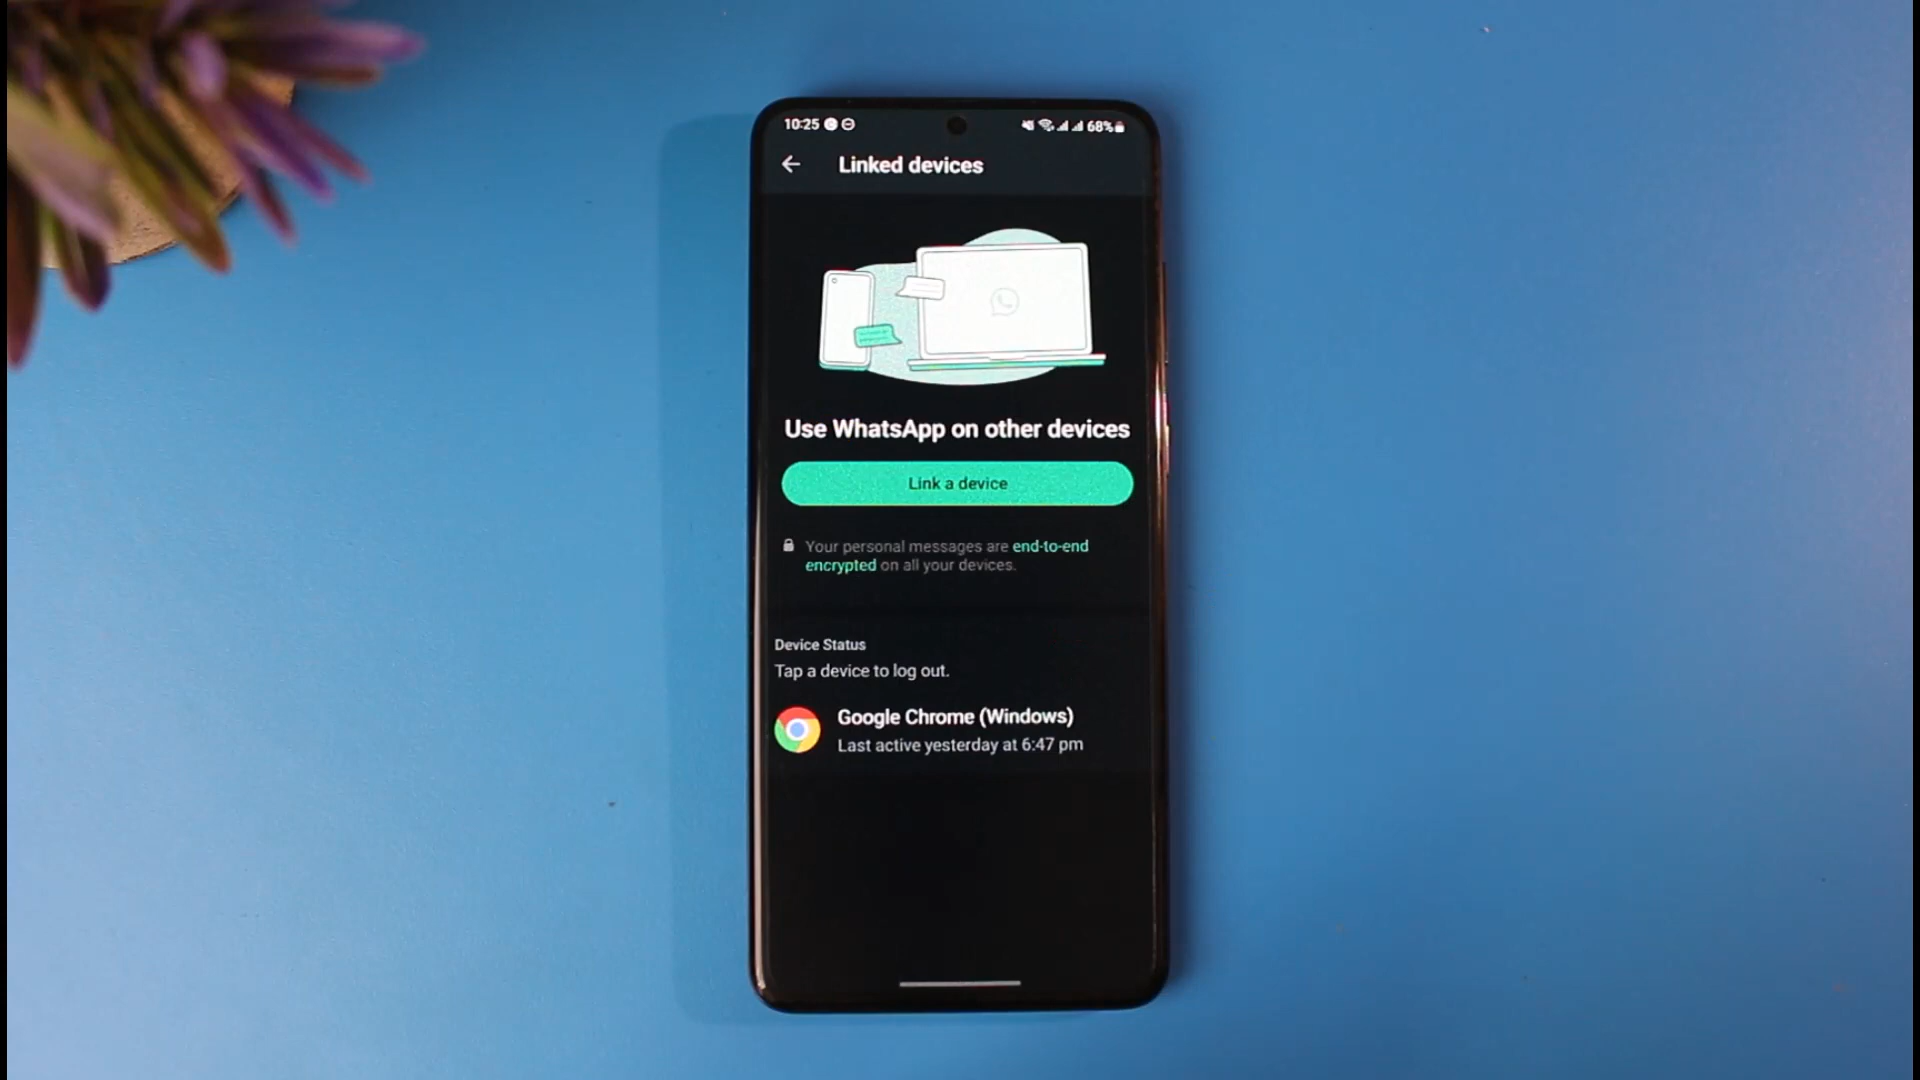 10:25
68%
Linked devices
Use WhatsApp on other devices
Link a device
Your personal messages are end-to-end
encrypted on all your devices.
Device Status
Tap a device to log out.
Google Chrome (Windows)
Last active yesterday at 6:47 pm